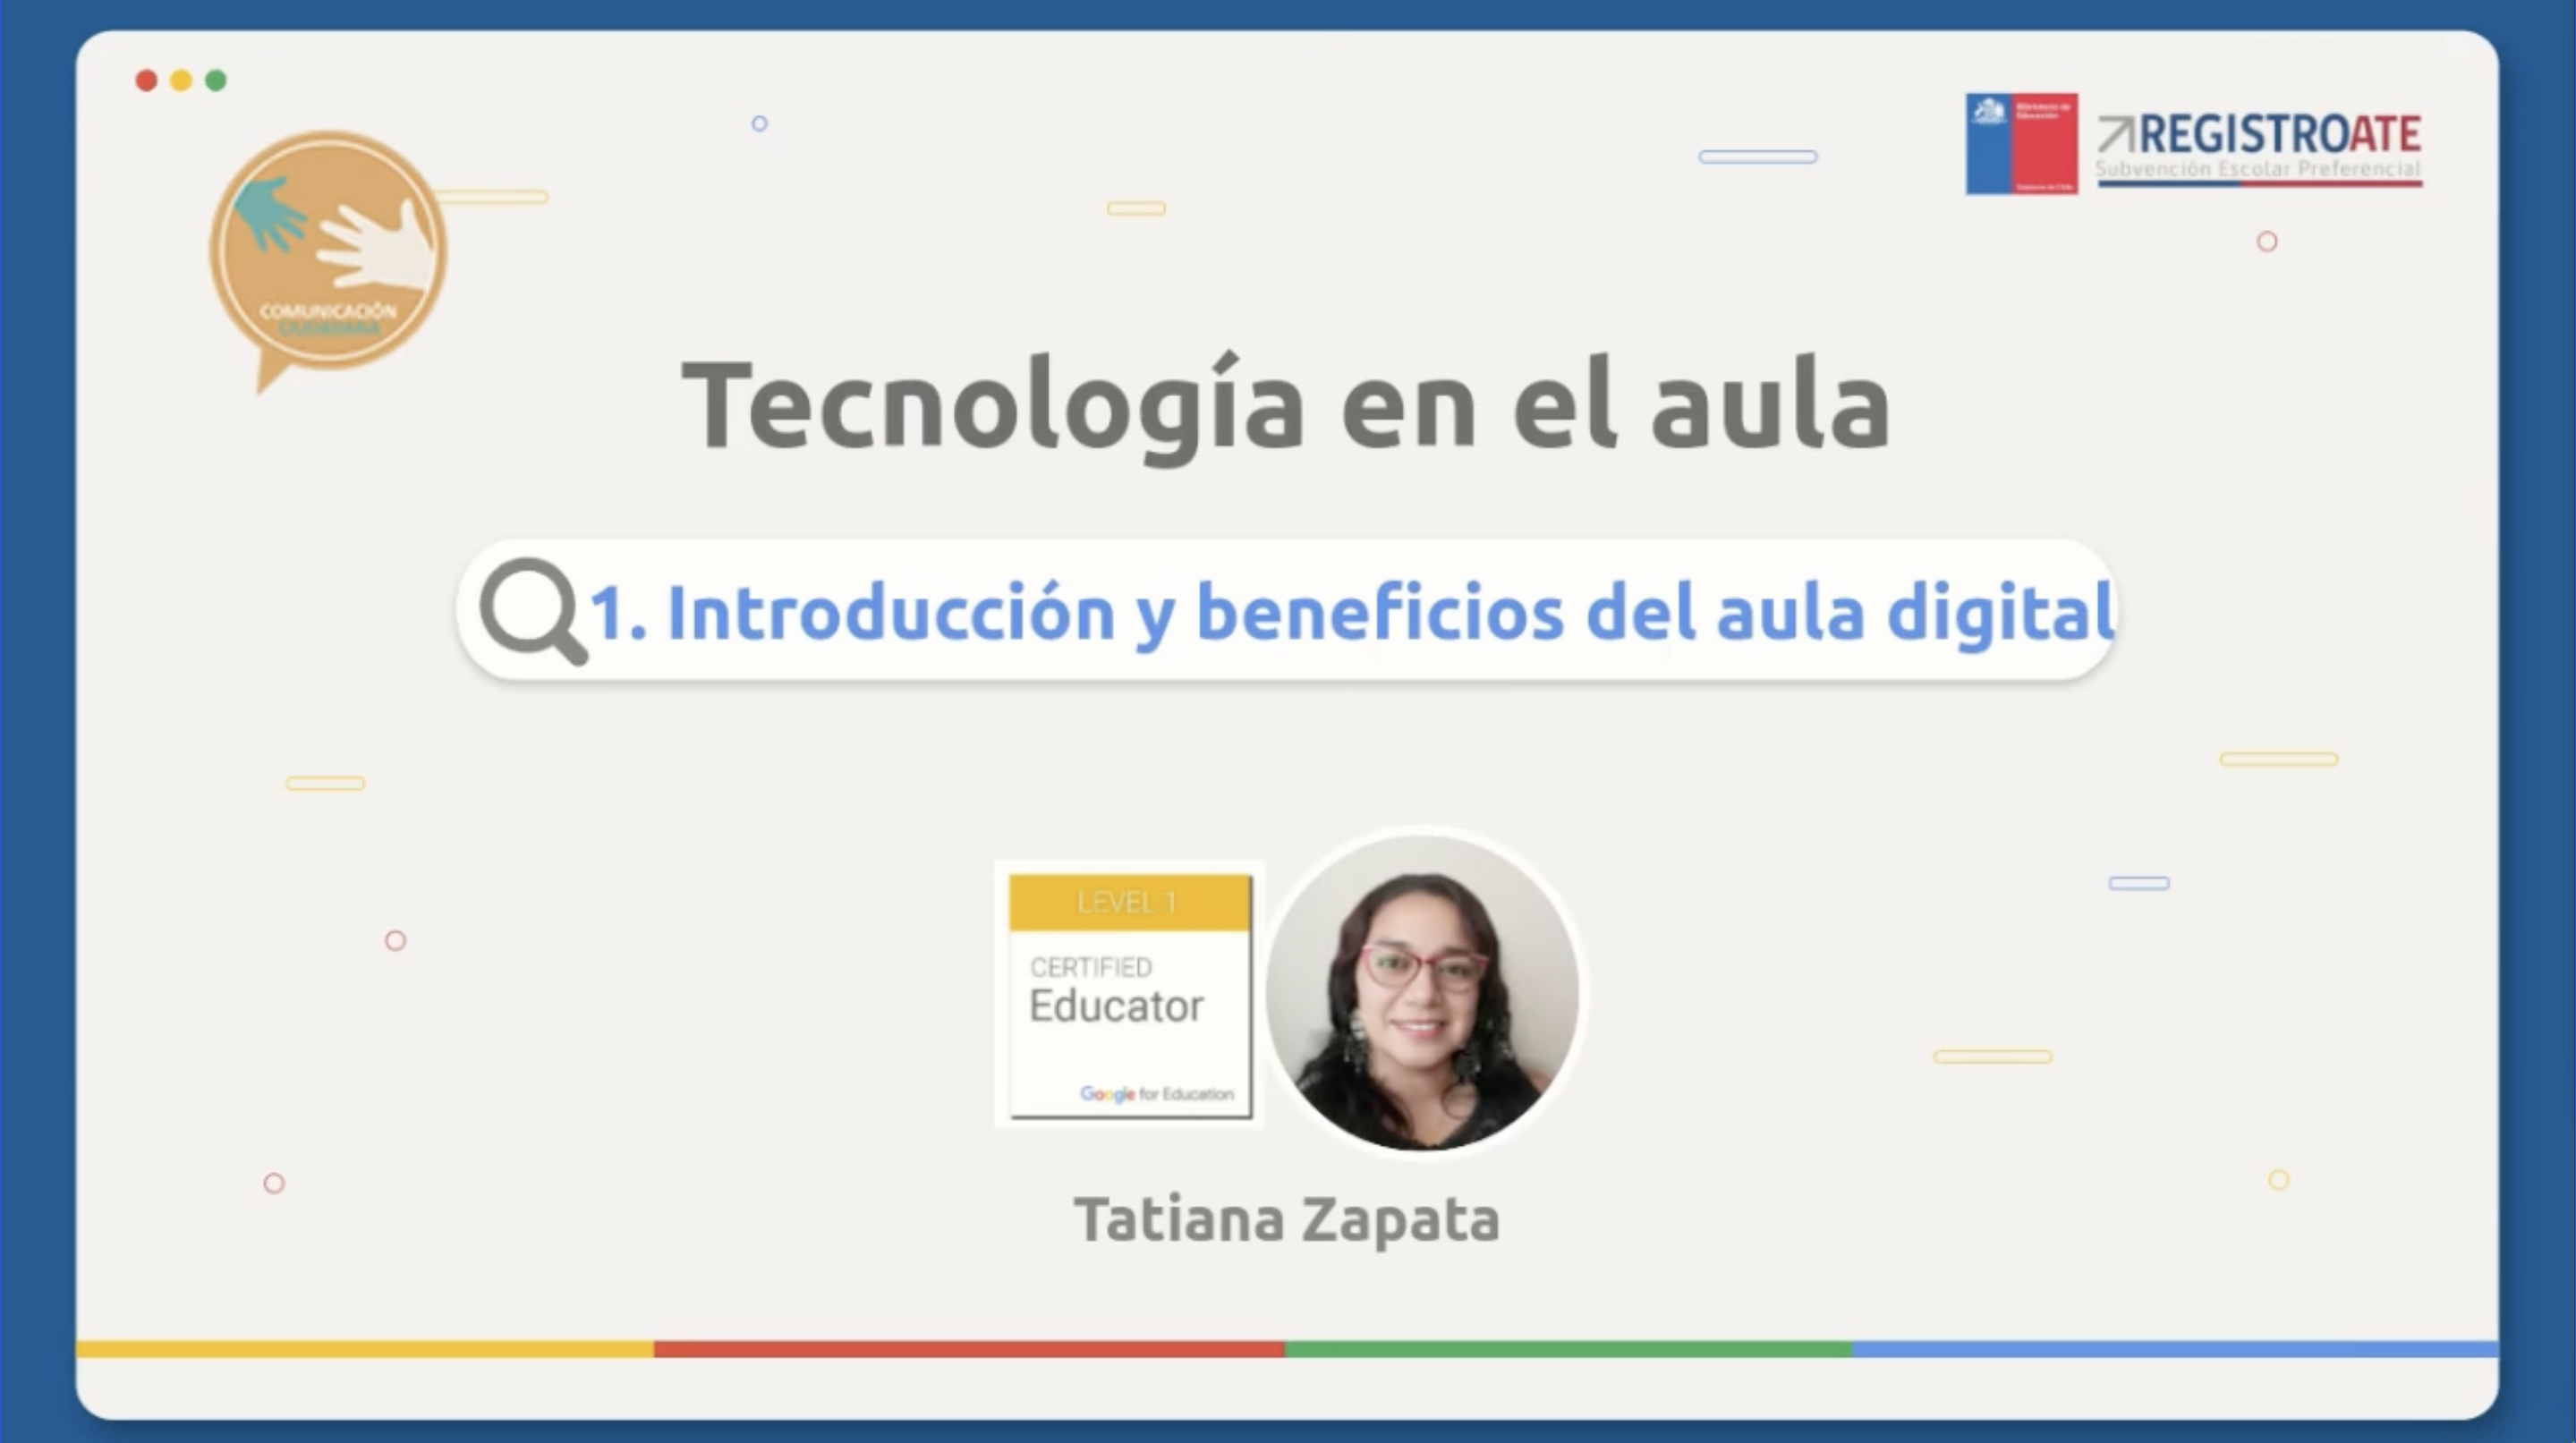 Ministerio de
Educación
REGISTROATE
Subvención Escolar Preferencial
Gobierno de Chile
COMUNICACIÓN
CIUDADANA
Tecnología en el aula
1. Introducción y beneficios del aula digital
LEVEL 1
CERTIFIED
Educator
Google for Education
Tatiana Zapata